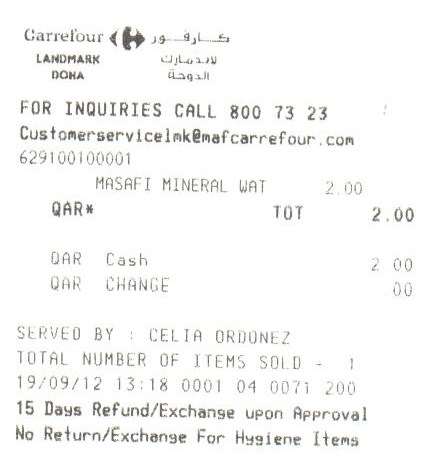 Carrefour كارفور
LANDMARK لاندمارك
DOHA الدوحة
FOR INQUIRIES CALL 800 73 23
Customerservicelmk@mafcarrefour.com
629100100001
MASAFI MINERAL WAT 2.00
QAR* TOT 2.00
QAR Cash 2 00
QAR CHANGE 00
SERVED BY : CELIA ORDONEZ
TOTAL NUMBER OF ITEMS SOLD - 1
19/09/12 13:18 0001 04 0071 200
15 Days Refund/Exchange upon Approval
No Return/Exchange For Hygiene Items